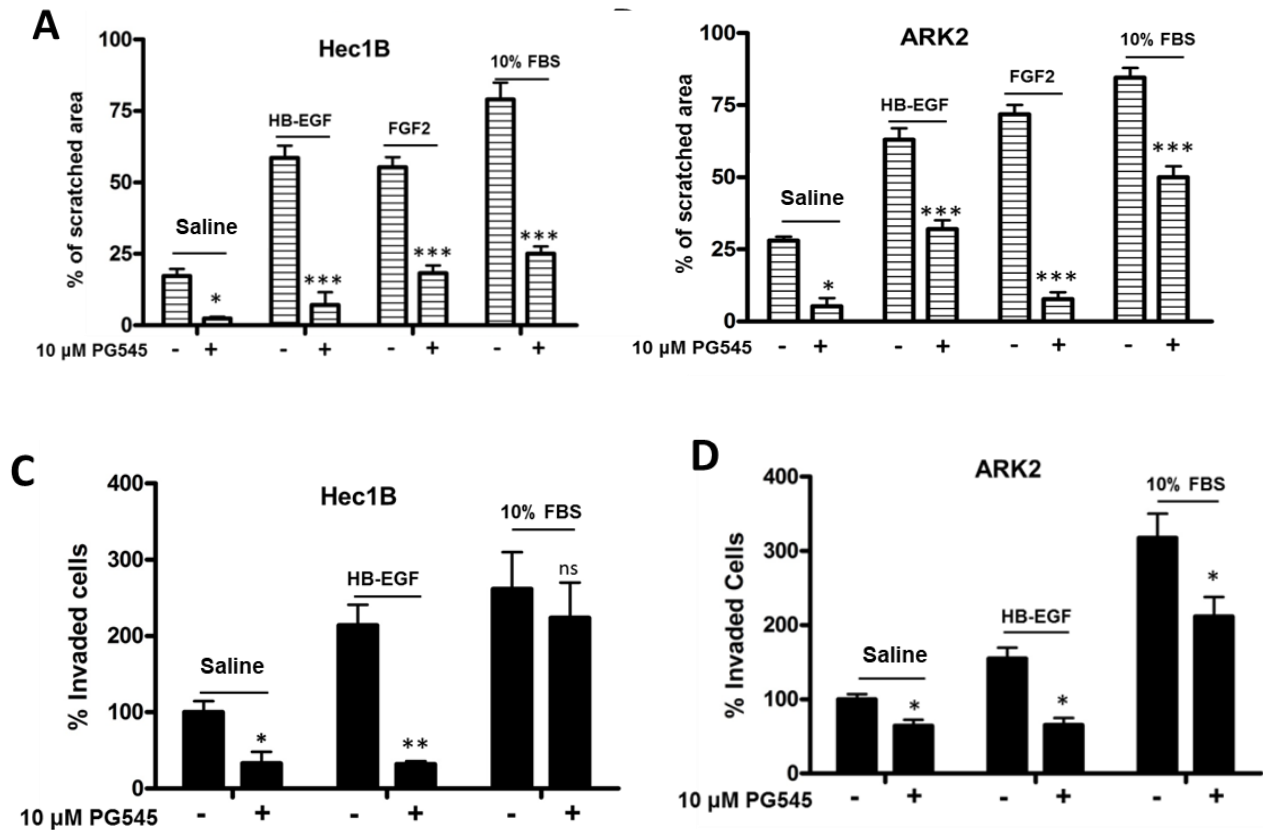 A
Hec1B
% of scratched area
100
75
50
25
0
Saline
HB-EGF
FGF2
10% FBS
*
***
***
***
10 µM PG545 - + - + - + - +
ARK2
% of scratched area
100
75
50
25
0
Saline
HB-EGF
FGF2
10% FBS
*
***
***
***
10 µM PG545 - + - + - + - +
C
Hec1B
% Invaded cells
400
300
200
100
0
Saline
HB-EGF
10% FBS
*
**
ns
10 µM PG545 - + - + - +
D
ARK2
% Invaded Cells
400
300
200
100
0
Saline
HB-EGF
10% FBS
*
*
*
10 µM PG545 - + - + - +